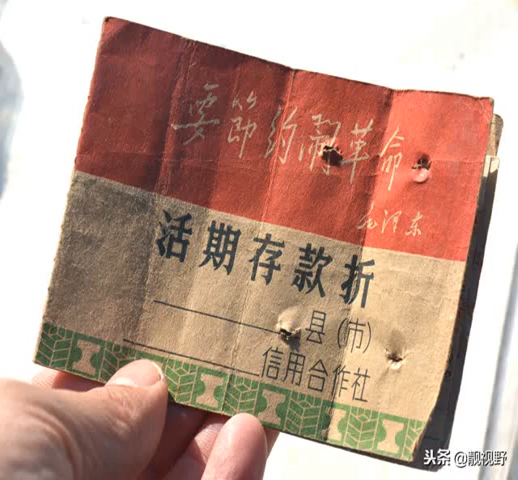 要节约闹革命
毛泽东
活期存款折
县(市)
信用合作社
头条 @靓视野